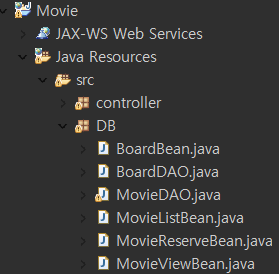 Movie
JAX-WS Web Services
Java Resources
src
controller
DB
BoardBean.java
BoardDAO.java
MovieDAO.java
MovieListBean.java
MovieReserveBean.java
MovieViewBean.java